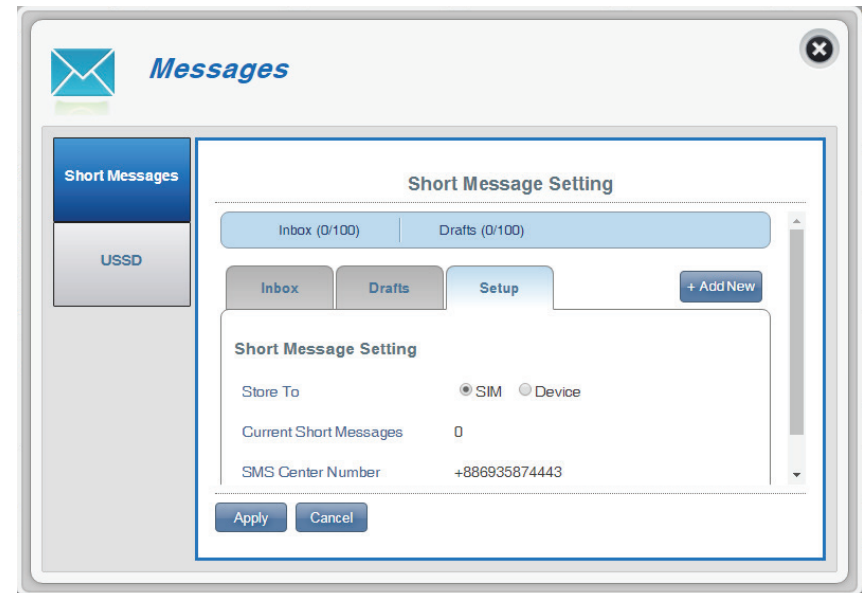 Messages
Short Messages
USSD
Short Message Setting
Inbox (0/100) Drafts (0/100)
Inbox Drafts Setup + Add New
Short Message Setting
Store To SIM Device
Current Short Messages 0
SMS Center Number +886935874443
Apply Cancel